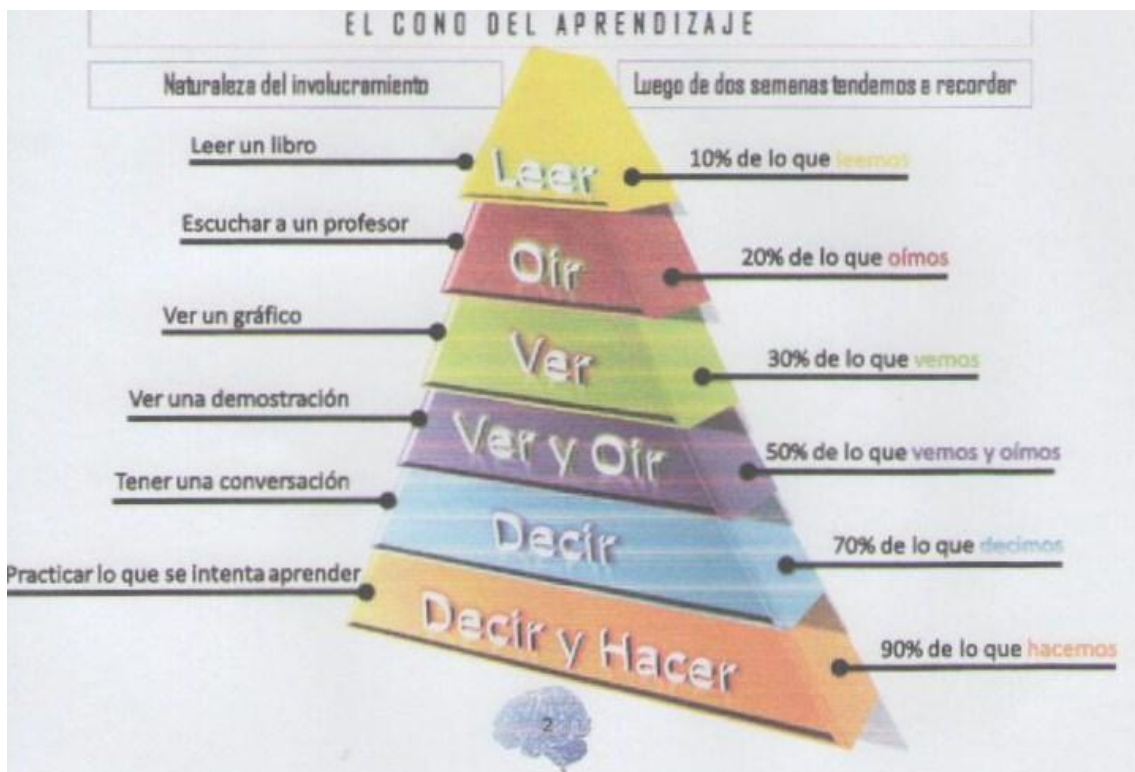 EL CONO DEL APRENDIZAJE
Naturaleza del involucramiento
Luego de dos semanas tendemos a recordar
Leer un libro
Leer
10% de lo que leemos
Escuchar a un profesor
Oír
20% de lo que oímos
Ver un gráfico
Ver
30% de lo que vemos
Ver una demostración
Ver y Oír
50% de lo que vemos y oímos
Tener una conversación
Decir
70% de lo que decimos
Practicar lo que se intenta aprender
Decir y Hacer
90% de lo que hacemos
2